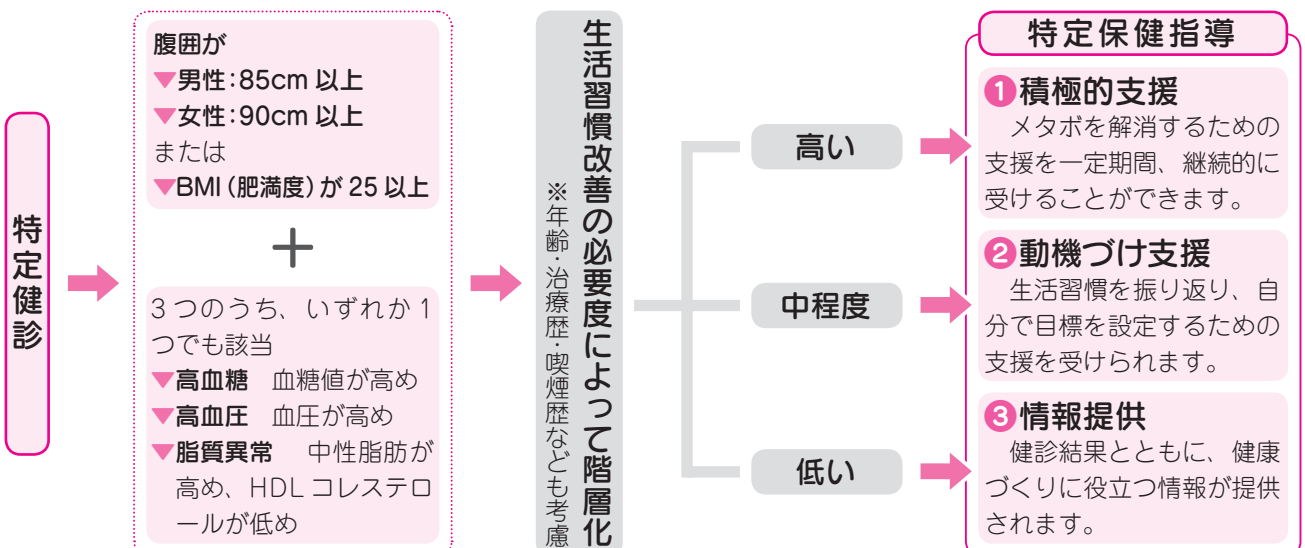 特定健診
腹囲が
▼男性:85cm 以上
▼女性:90cm 以上
または
▼BMI(肥満度)が 25 以上
＋
3 つのうち、いずれか 1
つでも該当
▼高血糖　血糖値が高め
▼高血圧　血圧が高め
▼脂質異常　中性脂肪が
高め、HDL コレステロ
ールが低め
生活習慣改善の必要度によって階層化
※年齢・治療歴・喫煙歴なども考慮
高い
中程度
低い
特定保健指導
❶積極的支援
メタボを解消するための
支援を一定期間、継続的に
受けることができます。
❷動機づけ支援
生活習慣を振り返り、自
分で目標を設定するための
支援を受けられます。
❸情報提供
健診結果とともに、健康
づくりに役立つ情報が提供
されます。